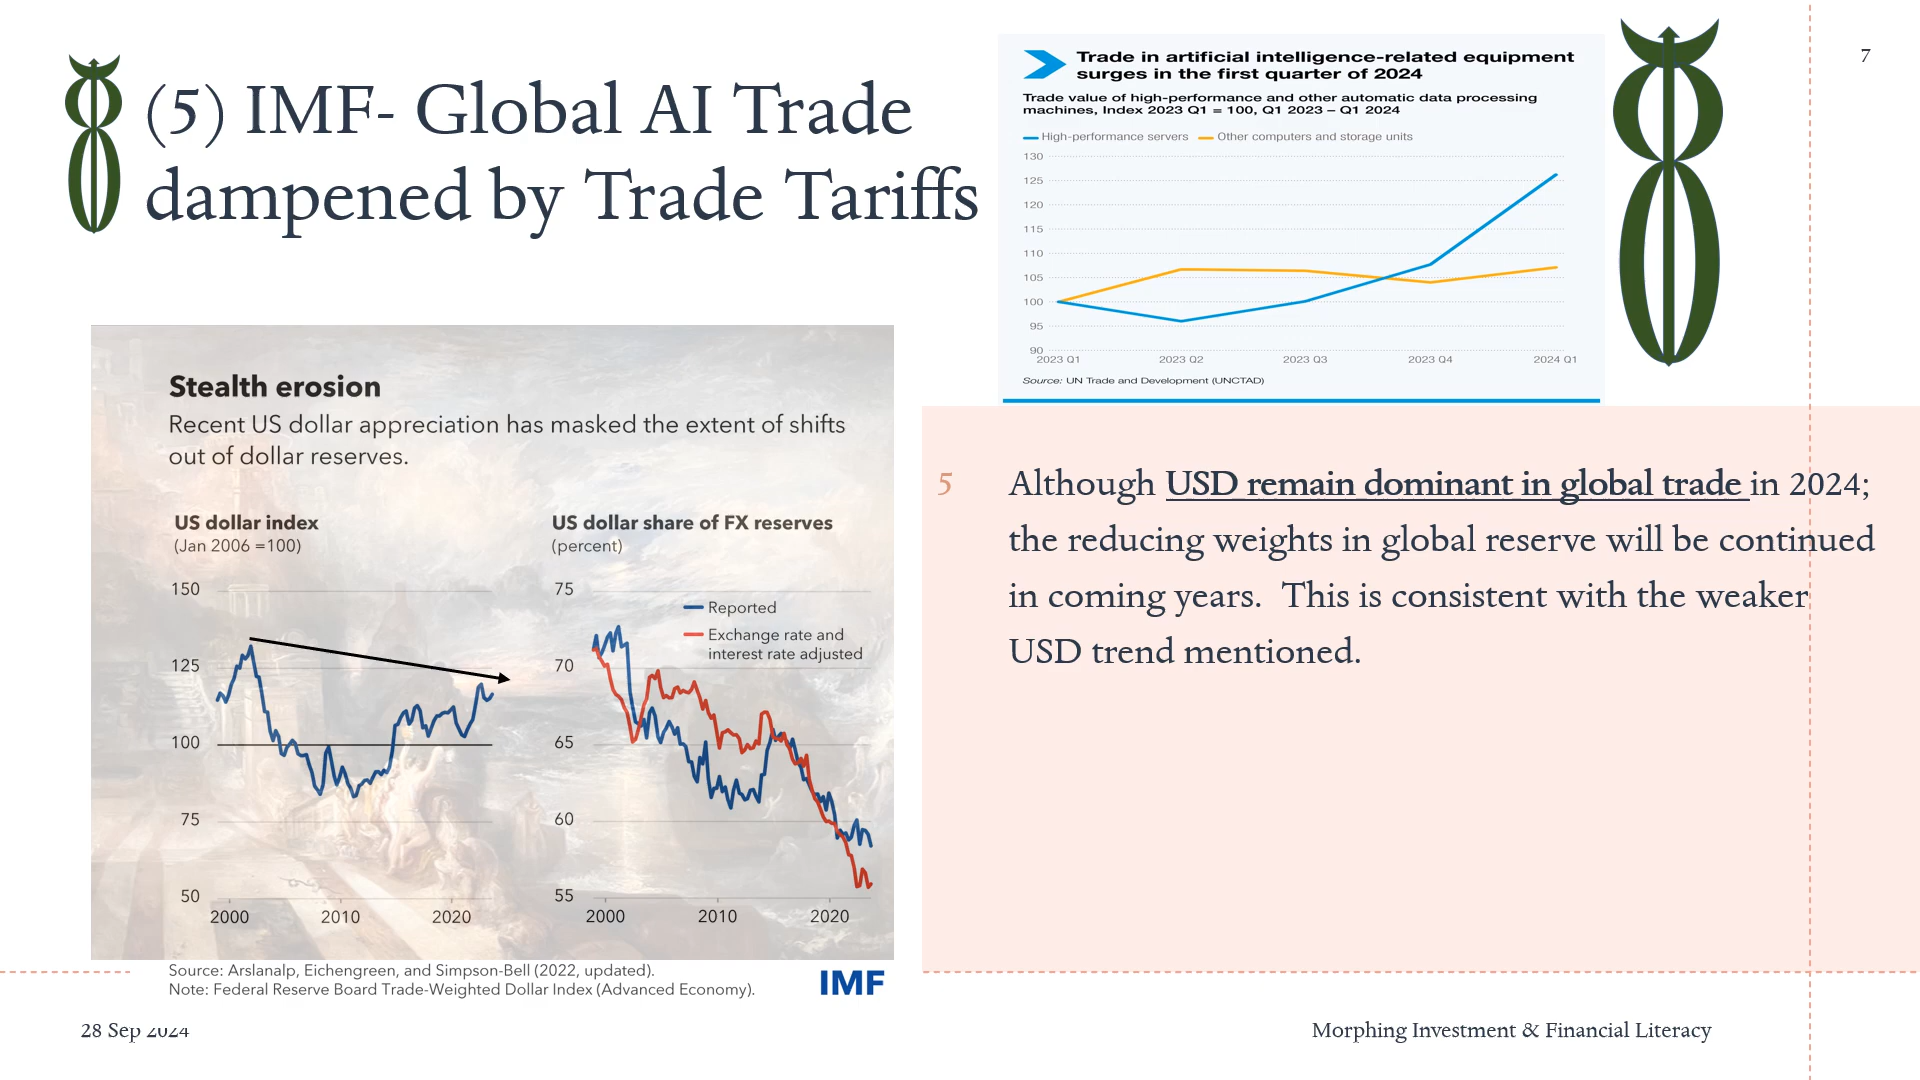 7
(5) IMF- Global AI Trade
dampened by Trade Tariffs
Trade in artificial intelligence-related equipment
surges in the first quarter of 2024
Trade value of high-performance and other automatic data processing
machines, Index 2023 Q1 = 100, Q1 2023 – Q1 2024
High-performance servers Other computers and storage units
130
125
120
115
110
105
100
95
90
2023 Q1 2023 Q2 2023 Q3 2023 Q4 2024 Q1
Source: UN Trade and Development (UNCTAD)
Stealth erosion
Recent US dollar appreciation has masked the extent of shifts
out of dollar reserves.
US dollar index
(Jan 2006 =100)
150
125
100
75
50
2000 2010 2020
US dollar share of FX reserves
(percent)
75
70
65
60
55
Reported
Exchange rate and
interest rate adjusted
2000 2010 2020
Source: Arslanalp, Eichengreen, and Simpson-Bell (2022, updated).
Note: Federal Reserve Board Trade-Weighted Dollar Index (Advanced Economy).
IMF
5 Although USD remain dominant in global trade in 2024;
the reducing weights in global reserve will be continued
in coming years. This is consistent with the weaker
USD trend mentioned.
28 Sep 2024
Morphing Investment & Financial Literacy